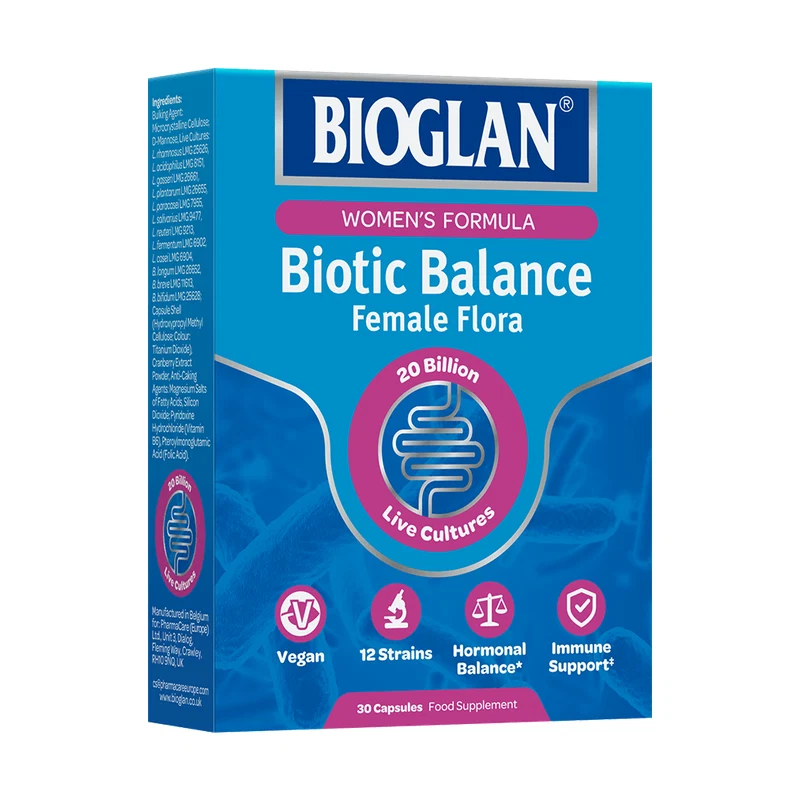 BIOGLAN®
WOMEN'S FORMULA
Biotic Balance
Female Flora
20 Billion
Live Cultures
Vegan
12 Strains
Hormonal
Balance*
Immune
Support‡
30 Capsules Food Supplement
Ingredients:
Bulking Agent:
Microcrystalline Cellulose;
D-Mannose, Live Cultures:
L. rhamnosus LMG 25626,
L. acidophilus LMG 8151,
L. gasseri LMG 26661,
L. plantarum LMG 26655,
L. paracasei LMG 7955,
L. salivarius LMG 9477,
L. reuteri LMG 9213,
L. fermentum LMG 6902,
L. casei LMG 6904,
B. longum LMG 26652,
B. breve LMG 11613,
B. bifidum LMG 25628;
Capsule Shell
(Hydroxypropyl Methyl
Cellulose; Colour:
Titanium Dioxide),
Cranberry Extract
Powder, Anti-Caking
Agents: Magnesium Salts
of Fatty Acids, Silicon
Dioxide; Pyridoxine
Hydrochloride (Vitamin
B6), Pteroylmonoglutamic
Acid (Folic Acid).
20 Billion
Live Cultures
Manufactured in Belgium
for: PharmaCare (Europe)
Ltd., Unit 3, Dialog,
Fleming Way, Crawley,
RH10 9NQ, UK
cs@pharmacareeurope.com
www.bioglan.co.uk